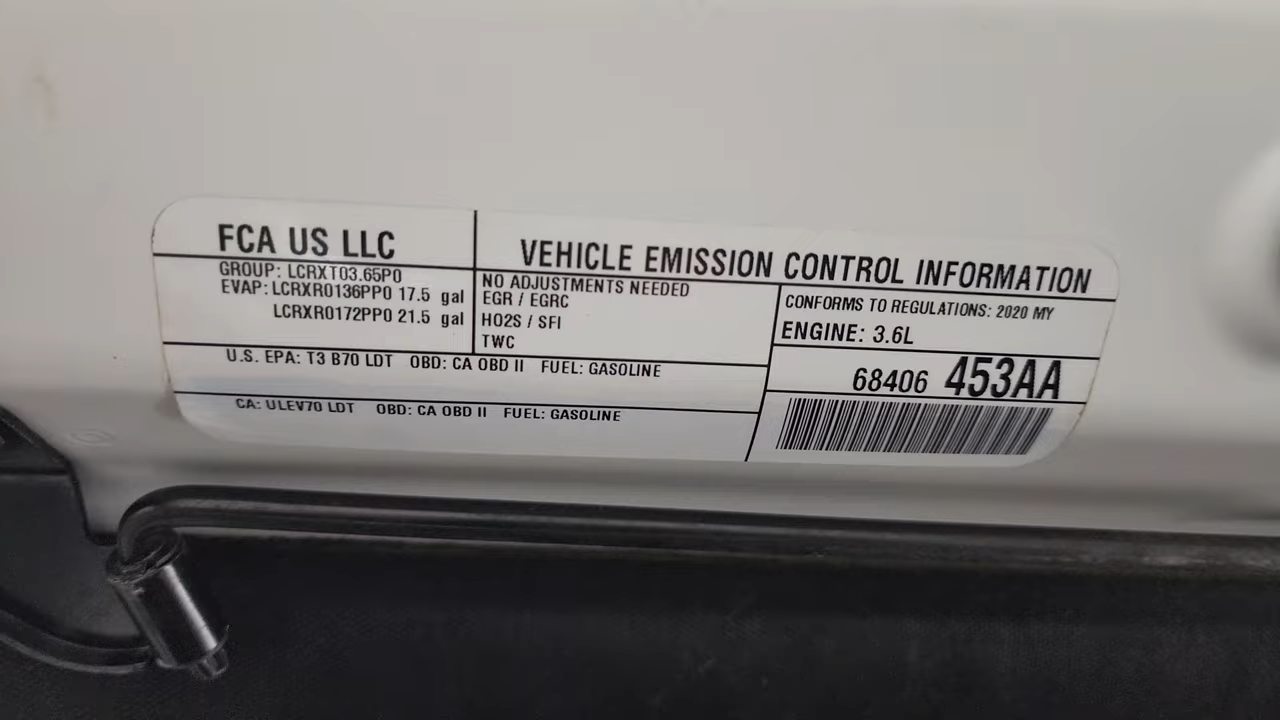 FCA US LLC
VEHICLE EMISSION CONTROL INFORMATION
GROUP: LCRXT03.65P0
EVAP: LCRXR0136PP0 17.5 gal
LCRXR0172PP0 21.5 gal
NO ADJUSTMENTS NEEDED
EGR / EGRC
HO2S / SFI
TWC
CONFORMS TO REGULATIONS: 2020 MY
ENGINE: 3.6L
U.S. EPA: T3 B70 LDT OBD: CA OBD II FUEL: GASOLINE
CA: ULEV70 LDT OBD: CA OBD II FUEL: GASOLINE
68406 453AA